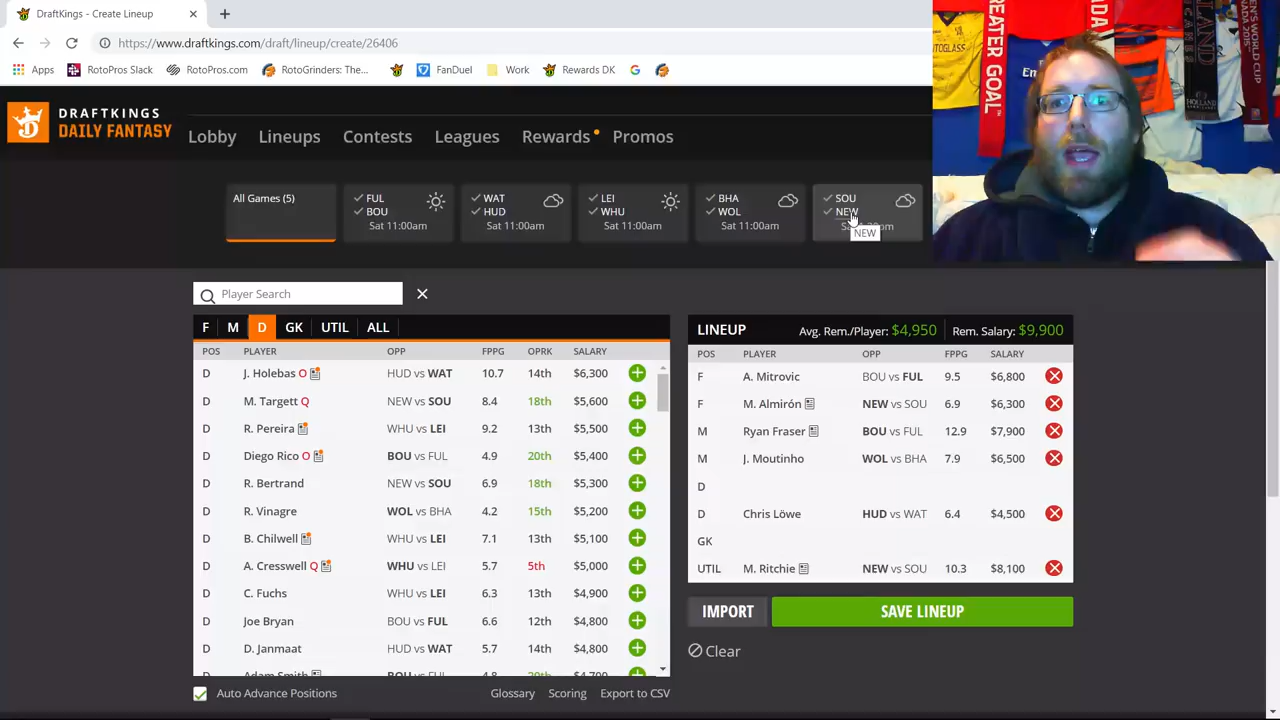 DraftKings - Create Lineup
https://www.draftkings.com/draft/lineup/create/26406
Apps RotoPros Slack RotoPros.com RotoGrinders: The... FanDuel Work Rewards DK
DRAFTKINGS
DAILY FANTASY
Lobby Lineups Contests Leagues Rewards Promos
All Games (5)
FUL
BOU
Sat 11:00am
WAT
HUD
Sat 11:00am
LEI
WHU
Sat 11:00am
BHA
WOL
Sat 11:00am
SOU
NEW
NEW
GREATER GOAL
Player Search
F M D GK UTIL ALL
POS PLAYER OPP FPPG OPRK SALARY
D J. Holebas O HUD vs WAT 10.7 14th $6,300
D M. Targett Q NEW vs SOU 8.4 18th $5,600
D R. Pereira WHU vs LEI 9.2 13th $5,500
D Diego Rico O BOU vs FUL 4.9 20th $5,400
D R. Bertrand NEW vs SOU 6.9 18th $5,300
D R. Vinagre WOL vs BHA 4.2 15th $5,200
D B. Chilwell WHU vs LEI 7.1 13th $5,100
D A. Cresswell Q WHU vs LEI 5.7 5th $5,000
D C. Fuchs WHU vs LEI 6.3 13th $4,900
D Joe Bryan BOU vs FUL 6.6 12th $4,800
D D. Janmaat HUD vs WAT 5.7 14th $4,800
D Adam Smith BOU vs FUL 4.8 20th $4,700
Auto Advance Positions Glossary Scoring Export to CSV
LINEUP Avg. Rem./Player: $4,950 Rem. Salary: $9,900
POS PLAYER OPP FPPG SALARY
F A. Mitrovic BOU vs FUL 9.5 $6,800
F M. Almirón NEW vs SOU 6.9 $6,300
M Ryan Fraser BOU vs FUL 12.9 $7,900
M J. Moutinho WOL vs BHA 7.9 $6,500
D
D Chris Löwe HUD vs WAT 6.4 $4,500
GK
UTIL M. Ritchie NEW vs SOU 10.3 $8,100
IMPORT SAVE LINEUP
Clear